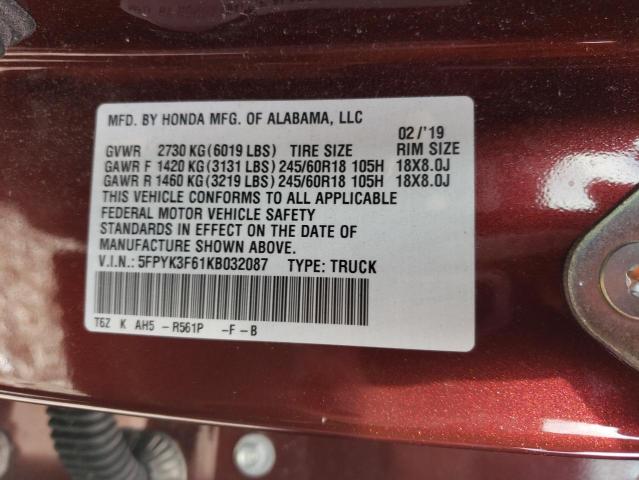 MFD. BY HONDA MFG. OF ALABAMA, LLC
02/'19
GVWR 2730 KG(6019 LBS) TIRE SIZE RIM SIZE
GAWR F 1420 KG(3131 LBS)245/60R18 105H 18X8.0J
GAWR R 1460 KG(3219 LBS)245/60R18 105H 18X8.0J
THIS VEHICLE CONFORMS TO ALL APPLICABLE
FEDERAL MOTOR VEHICLE SAFETY
STANDARDS IN EFFECT ON THE DATE OF
MANUFACTURE SHOWN ABOVE.
V.I.N.: 5FPYK3F61KB032087 TYPE: TRUCK
T6Z K AH5 - R561P -F-B